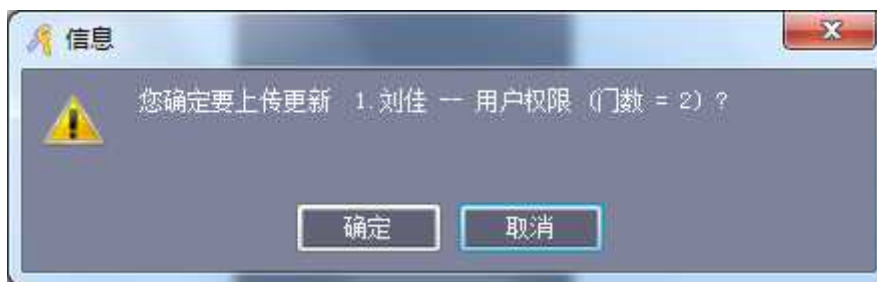 信息
您确定要上传更新 1.刘佳 -- 用户权限 (门数 = 2) ?
确定
取消